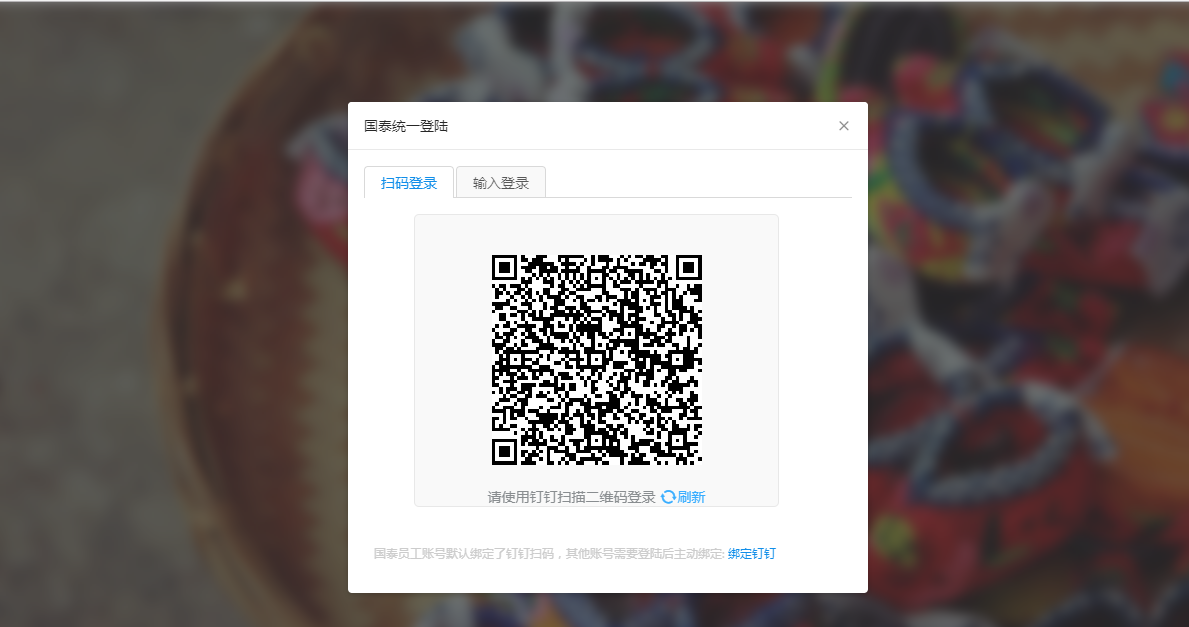 国泰统一登陆
扫码登录
输入登录
请使用钉钉扫描二维码登录 刷新
国泰员工账号默认绑定了钉钉扫码，其他账号需要登陆后主动绑定: 绑定钉钉